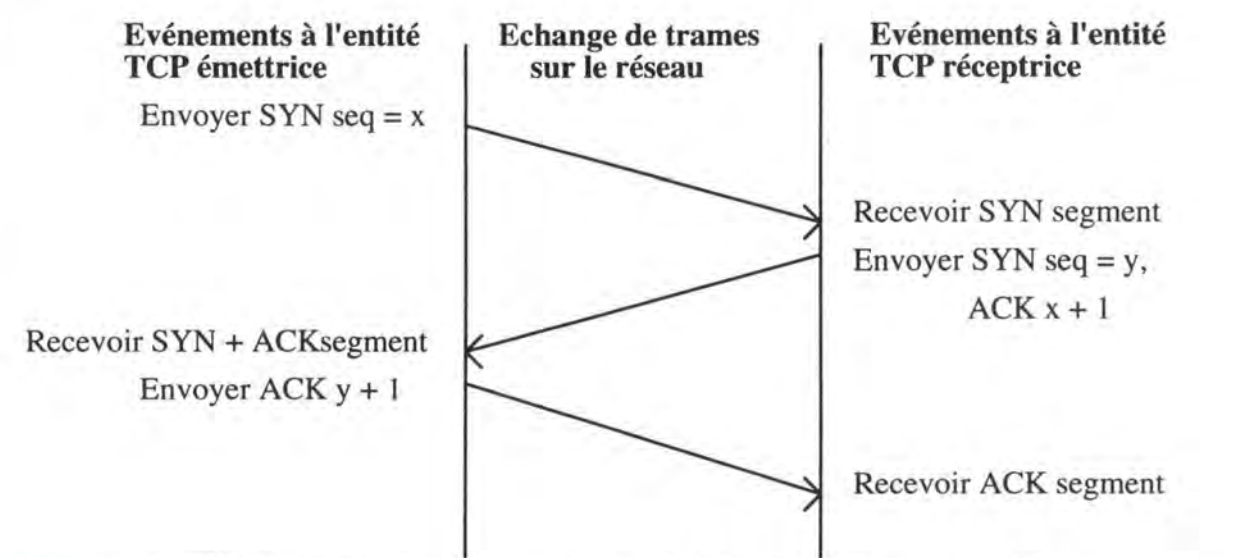 Evénements à l'entité
TCP émettrice
Echange de trames
sur le réseau
Evénements à l'entité
TCP réceptrice
Envoyer SYN seq = x
Recevoir SYN segment
Envoyer SYN seq = y,
ACK x + 1
Recevoir SYN + ACKsegment
Envoyer ACK y + 1
Recevoir ACK segment